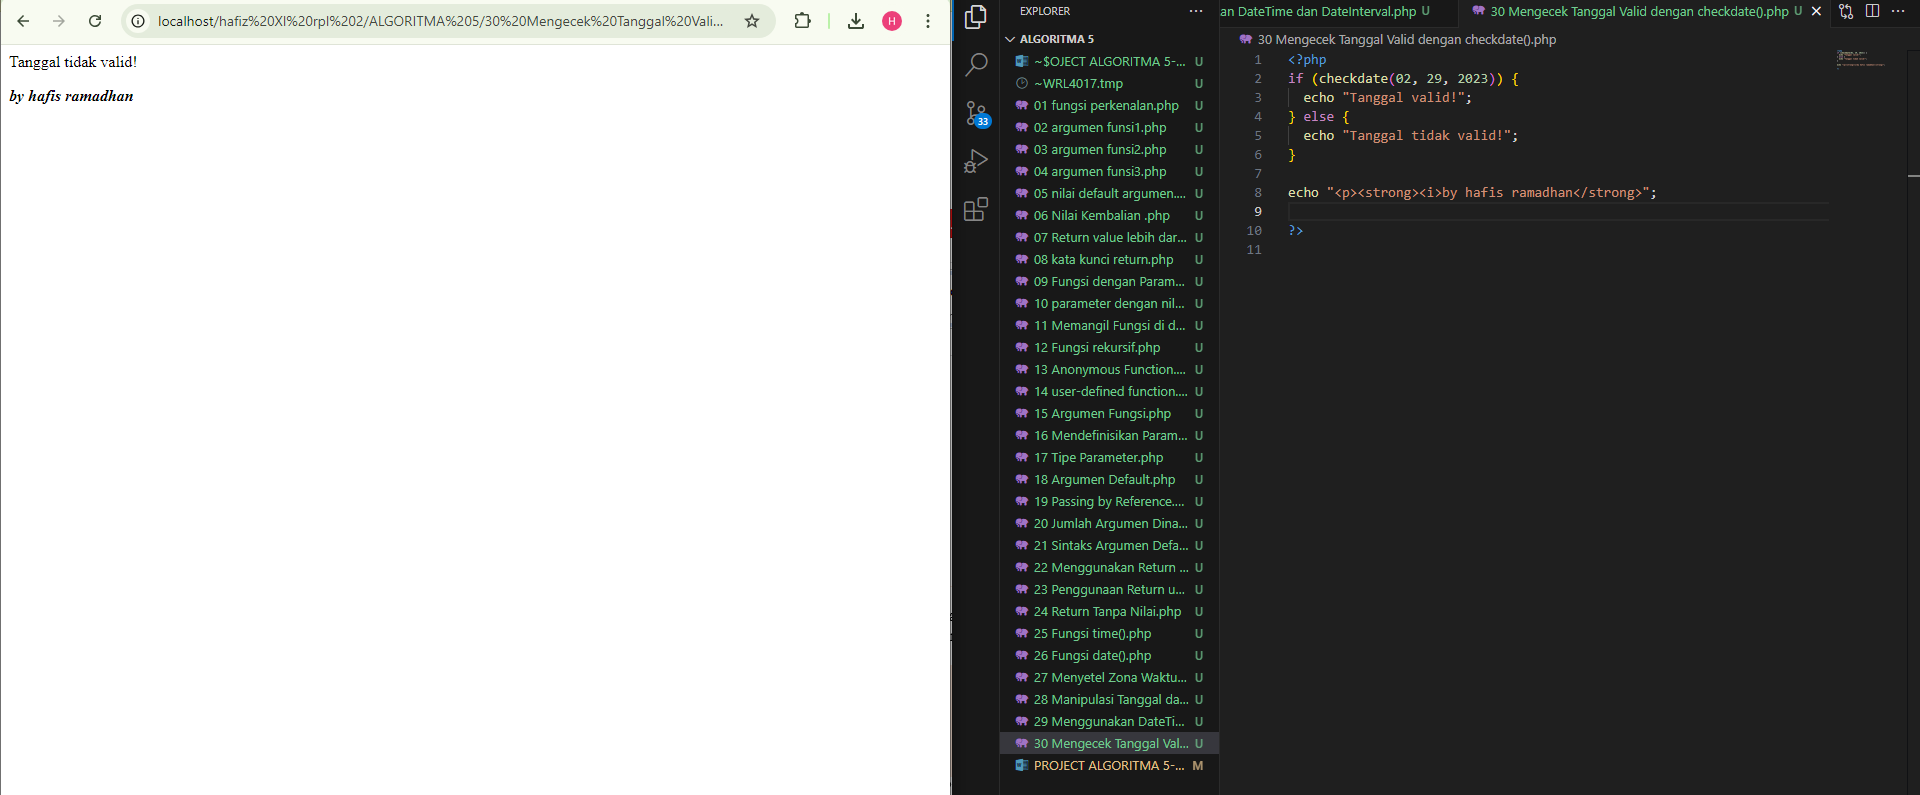 localhost/hafiz%20XI%20rpl%202/ALGORITMA%205/30%20Mengecek%20Tanggal%20Vali...
H
Tanggal tidak valid!
by hafis ramadhan
33
EXPLORER
ALGORITMA 5
~$OJECT ALGORITMA 5-... U
~WRL4017.tmp U
01 fungsi perkenalan.php U
02 argumen funsi1.php U
03 argumen funsi2.php U
04 argumen funsi3.php U
05 nilai default argumen.... U
06 Nilai Kembalian .php U
07 Return value lebih dar... U
08 kata kunci return.php U
09 Fungsi dengan Param... U
10 parameter dengan nil... U
11 Memangil Fungsi di d... U
12 Fungsi rekursif.php U
13 Anonymous Function.... U
14 user-defined function.... U
15 Argumen Fungsi.php U
16 Mendefinisikan Param... U
17 Tipe Parameter.php U
18 Argumen Default.php U
19 Passing by Reference.... U
20 Jumlah Argumen Dina... U
21 Sintaks Argumen Defa... U
22 Menggunakan Return ... U
23 Penggunaan Return u... U
24 Return Tanpa Nilai.php U
25 Fungsi time().php U
26 Fungsi date().php U
27 Menyetel Zona Waktu... U
28 Manipulasi Tanggal da... U
29 Menggunakan DateTi... U
30 Mengecek Tanggal Val... U
PROJECT ALGORITMA 5-... M
an DateTime dan DateInterval.php U
30 Mengecek Tanggal Valid dengan checkdate().php U
30 Mengecek Tanggal Valid dengan checkdate().php
1 <?php
2 if (checkdate(02, 29, 2023)) {
3 echo "Tanggal valid!";
4 } else {
5 echo "Tanggal tidak valid!";
6 }
7
8 echo "<p><strong><i>by hafis ramadhan</strong>";
9
10 ?>
11